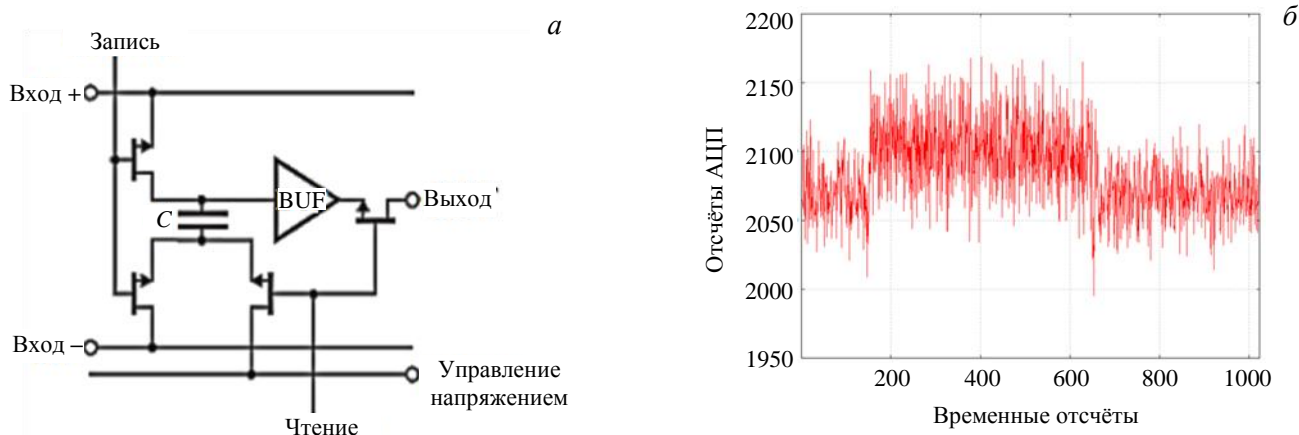 а
Запись
Вход +
BUF
Выход
C
Вход –
Управление
напряжением
Чтение
б
2200
2150
2100
2050
2000
1950
Отсчёты АЦП
200
400
600
800
1000
Временные отсчёты